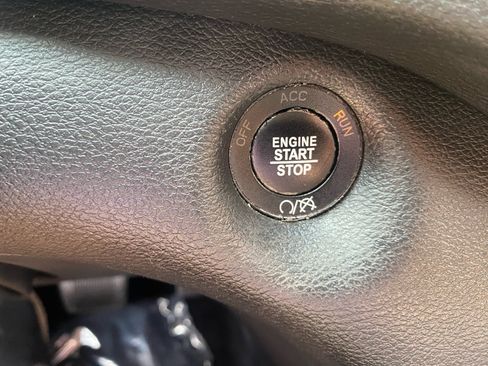 OFF
ACC
RUN
ENGINE
START
STOP